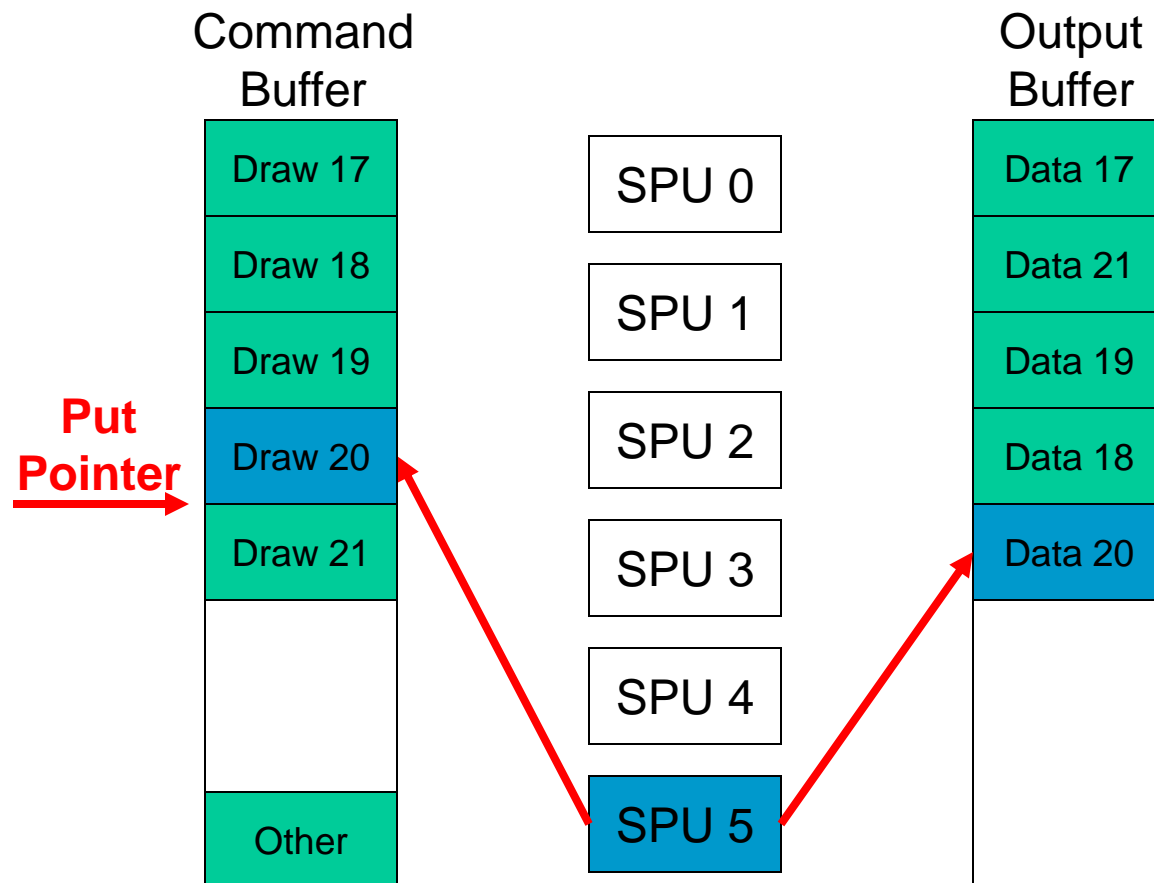 Command
Buffer
Draw 17
Draw 18
Draw 19
Draw 20
Draw 21
Other
Put
Pointer
SPU 0
SPU 1
SPU 2
SPU 3
SPU 4
SPU 5
Output
Buffer
Data 17
Data 21
Data 19
Data 18
Data 20